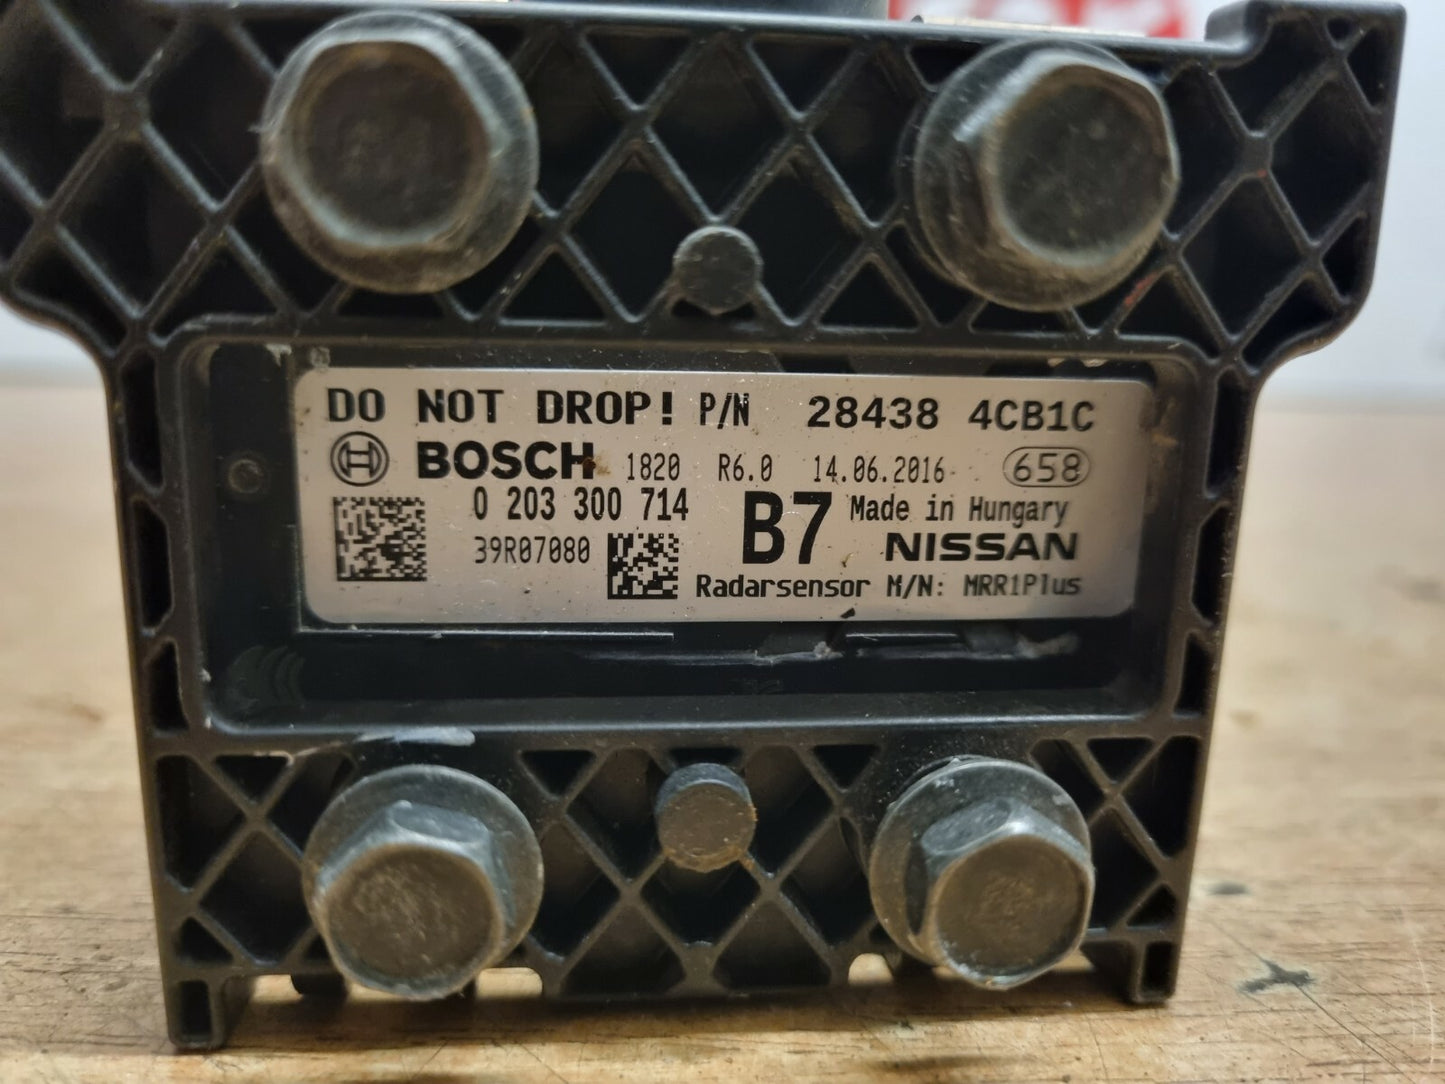 DO NOT DROP! P/N 28438 4CB1C
BOSCH 1820 R6.0 14.06.2016 658
0 203 300 714 B7 Made in Hungary
39R07080 NISSAN
Radarsensor M/N: MRR1Plus